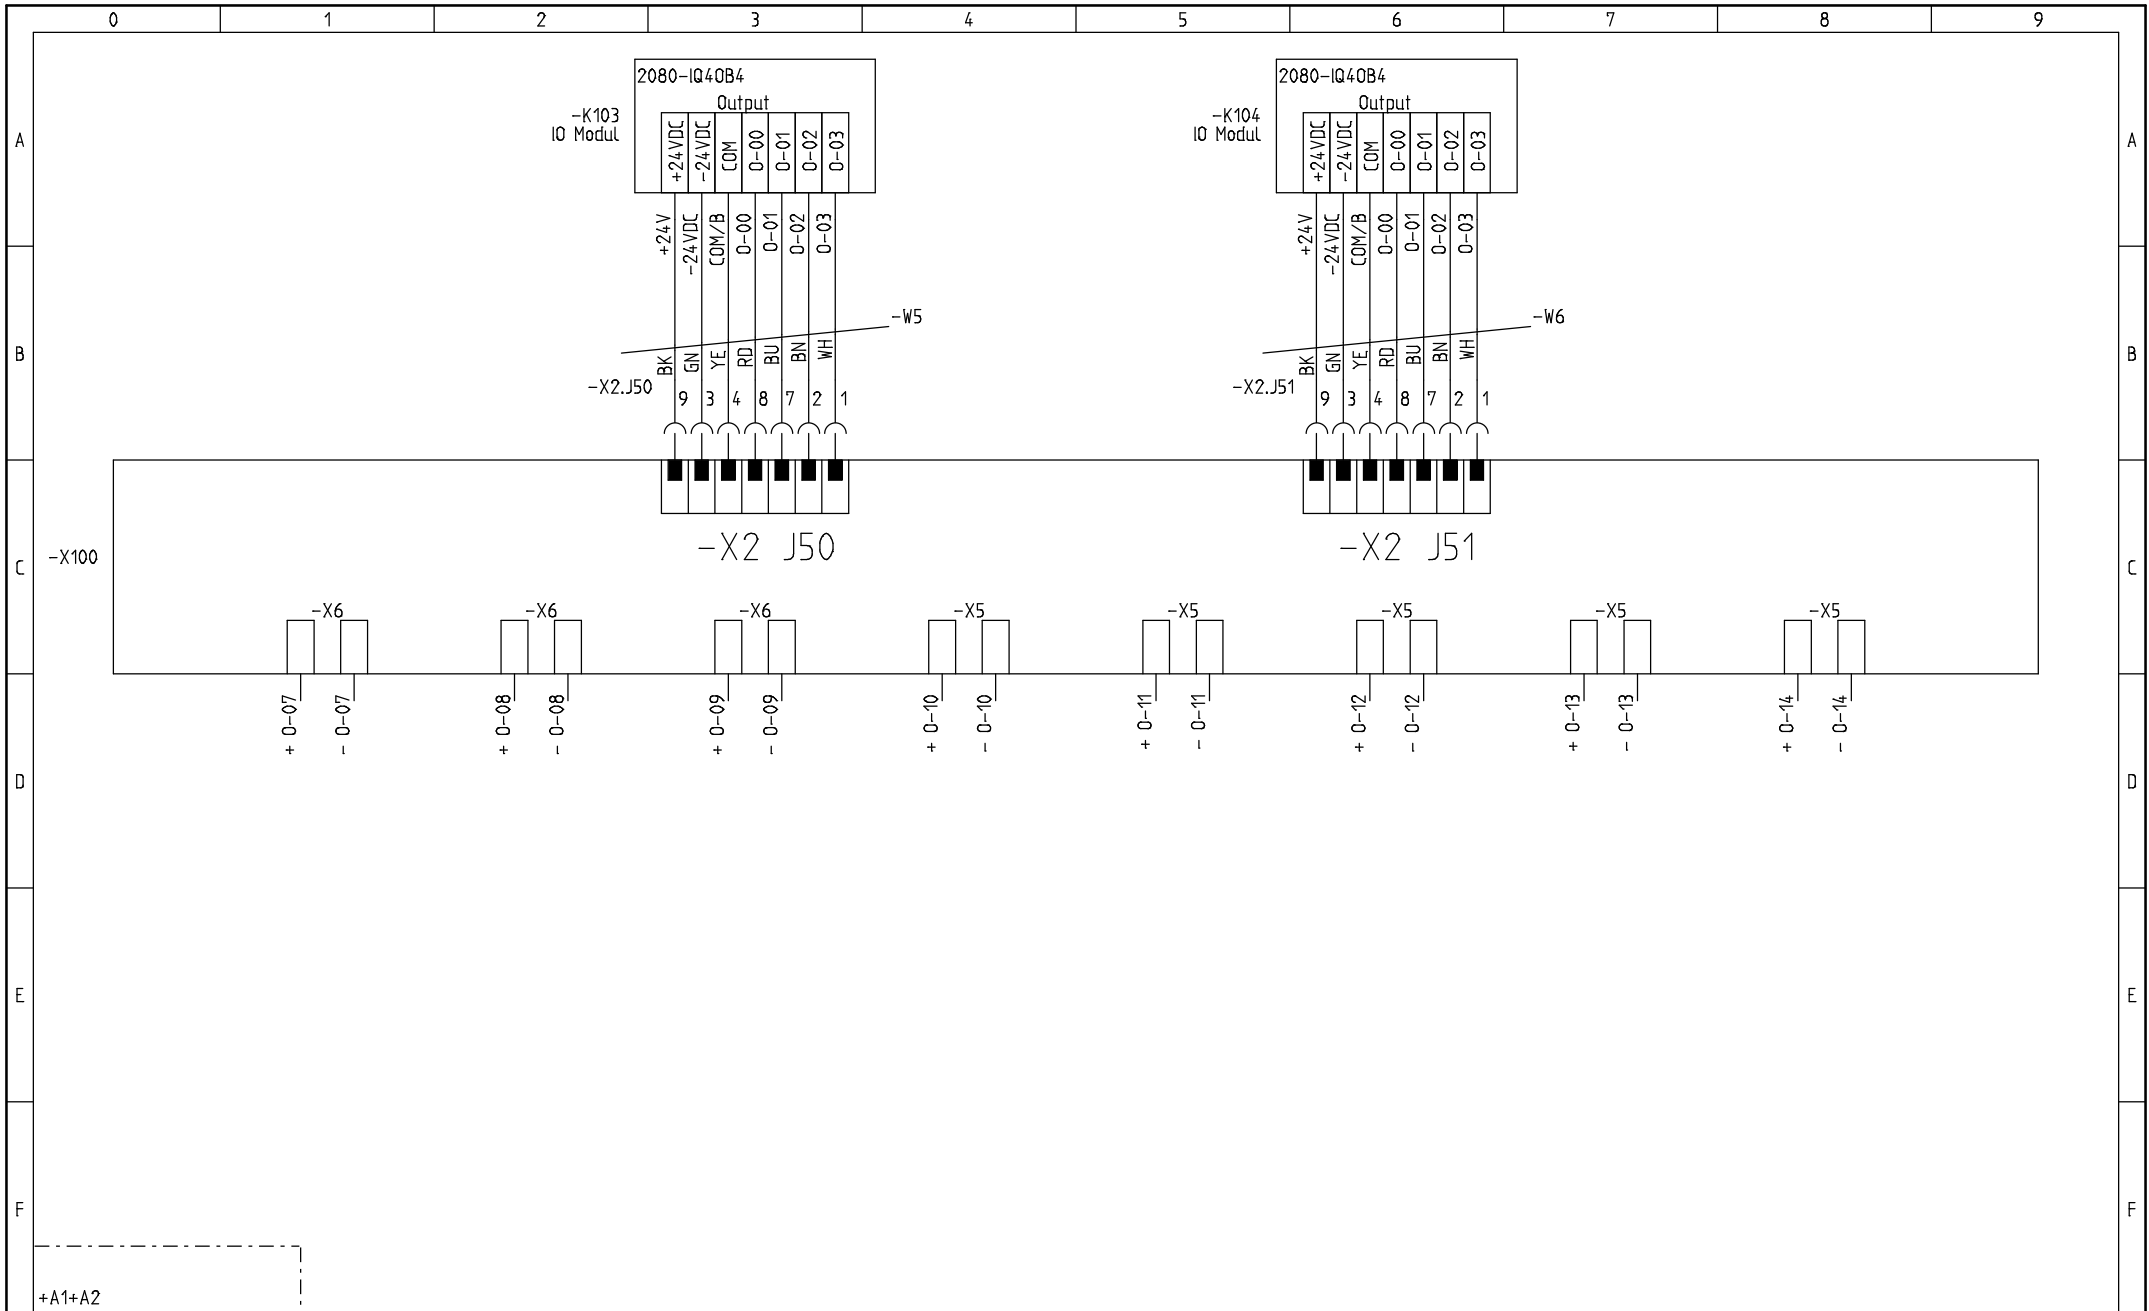 0 1 2 3 4 5 6 7 8 9
2080-IQ4OB4 2080-IQ4OB4
Output Output
-K103 -K104
IO Modul IO Modul
A A
+24VDC -24VDC COM O-00 O-01 O-02 O-03 +24VDC -24VDC COM O-00 O-01 O-02 O-03
+24V -24VDC COM/B O-00 O-01 O-02 O-03 +24V -24VDC COM/B O-00 O-01 O-02 O-03
-W5 -W6
B B
BK GN YE RD BU BN WH BK GN YE RD BU BN WH
-X2.J50 -X2.J51
9 3 4 8 7 2 1 9 3 4 8 7 2 1
-X2 J50 -X2 J51
-X100
C C
-X6 -X6 -X6 -X5 -X5 -X5 -X5 -X5
+ O-07 - O-07 + O-08 - O-08 + O-09 - O-09 + O-10 - O-10 + O-11 - O-11 + O-12 - O-12 + O-13 - O-13 + O-14 - O-14
D D
E E
F F
+A1+A2